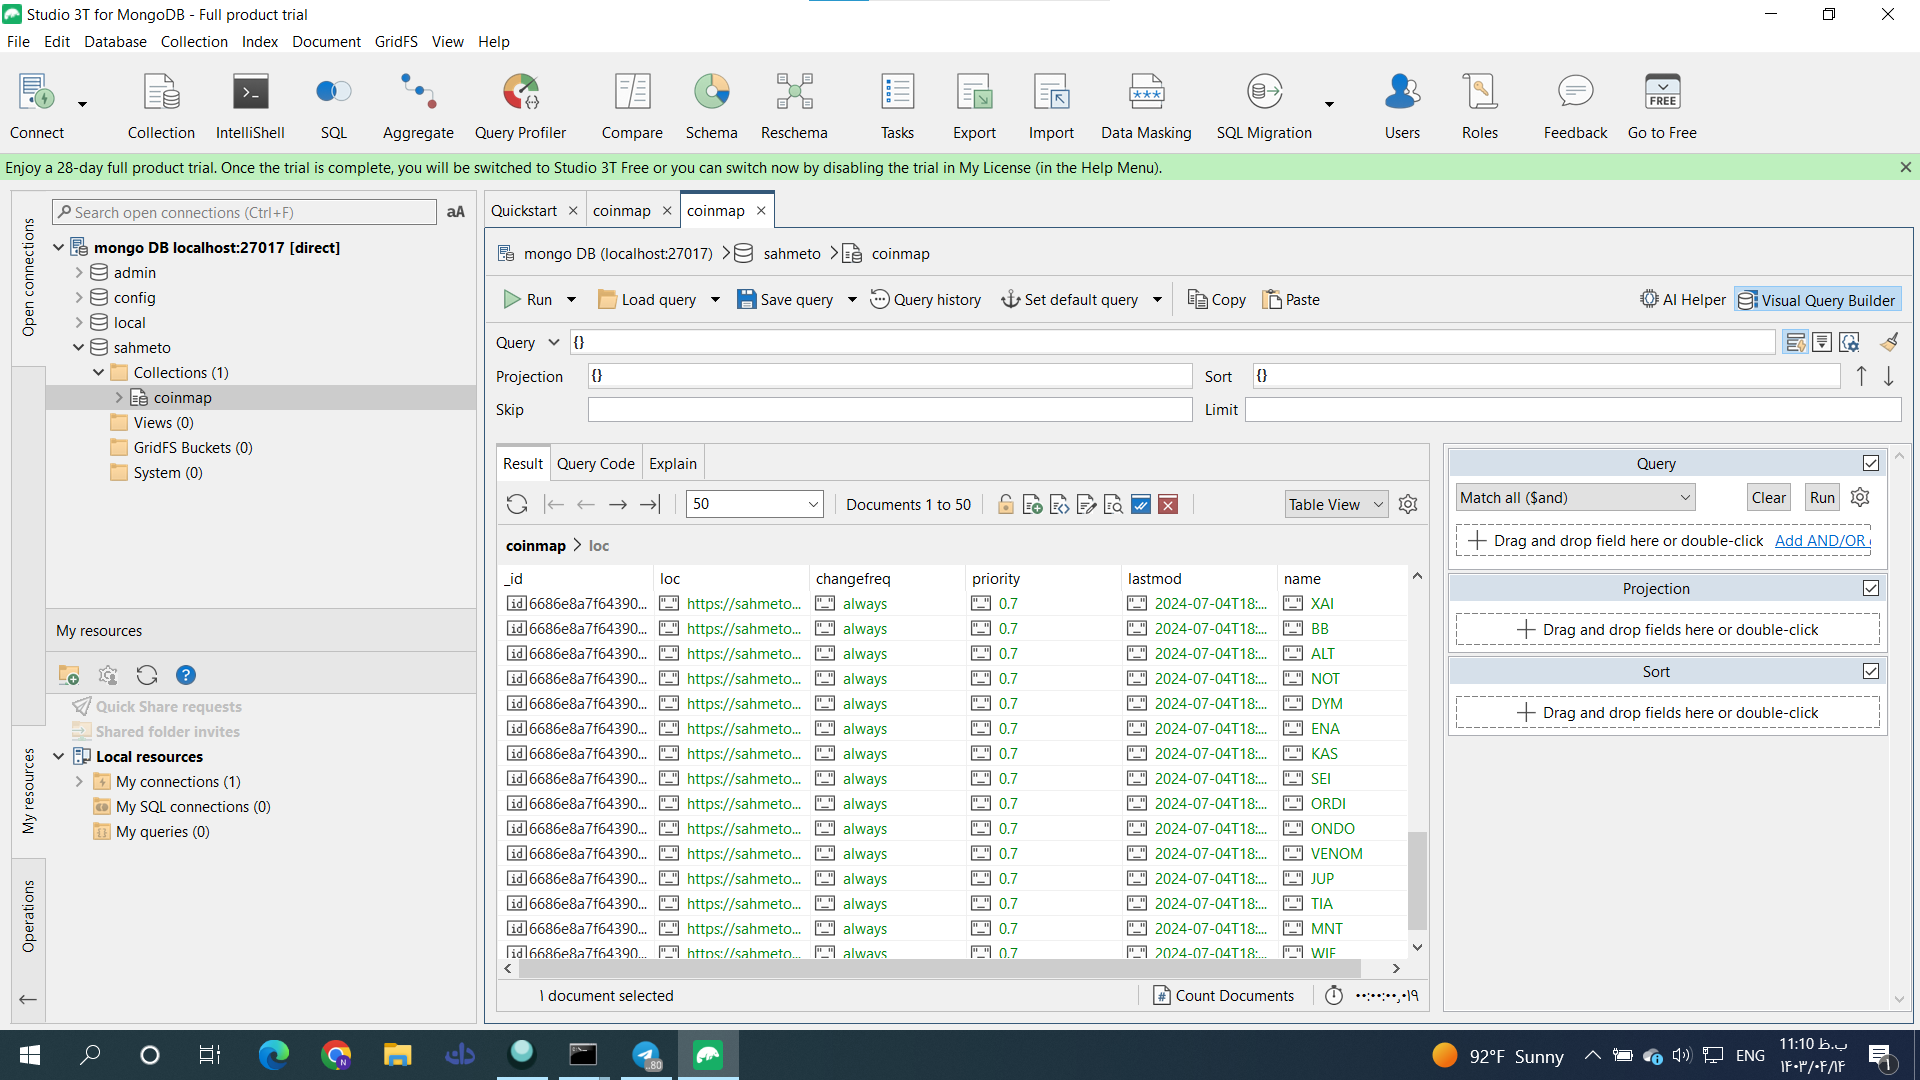 Studio 3T for MongoDB - Full product trial
File Edit Database Collection Index Document GridFS View Help
Connect Collection IntelliShell SQL Aggregate Query Profiler Compare Schema Reschema Tasks Export Import Data Masking SQL Migration Users Roles Feedback Go to Free
Enjoy a 28-day full product trial. Once the trial is complete, you will be switched to Studio 3T Free or you can switch now by disabling the trial in My License (in the Help Menu).
Open connections
Search open connections (Ctrl+F) aA
mongo DB localhost:27017 [direct]
admin
config
local
sahmeto
Collections (1)
coinmap
Views (0)
GridFS Buckets (0)
System (0)
My resources
My resources
Quick Share requests
Shared folder invites
Local resources
My connections (1)
My SQL connections (0)
My queries (0)
Operations
Quickstart coinmap coinmap
mongo DB (localhost:27017) sahmeto coinmap
Run Load query Save query Query history Set default query Copy Paste AI Helper Visual Query Builder
Query {}
Projection {} Sort {}
Skip Limit
Result Query Code Explain
50 Documents 1 to 50 Table View
coinmap > loc
_id loc changefreq priority lastmod name
6686e8a7f64390... https://sahmeto... always 0.7 2024-07-04T18:... XAI
6686e8a7f64390... https://sahmeto... always 0.7 2024-07-04T18:... BB
6686e8a7f64390... https://sahmeto... always 0.7 2024-07-04T18:... ALT
6686e8a7f64390... https://sahmeto... always 0.7 2024-07-04T18:... NOT
6686e8a7f64390... https://sahmeto... always 0.7 2024-07-04T18:... DYM
6686e8a7f64390... https://sahmeto... always 0.7 2024-07-04T18:... ENA
6686e8a7f64390... https://sahmeto... always 0.7 2024-07-04T18:... KAS
6686e8a7f64390... https://sahmeto... always 0.7 2024-07-04T18:... SEI
6686e8a7f64390... https://sahmeto... always 0.7 2024-07-04T18:... ORDI
6686e8a7f64390... https://sahmeto... always 0.7 2024-07-04T18:... ONDO
6686e8a7f64390... https://sahmeto... always 0.7 2024-07-04T18:... VENOM
6686e8a7f64390... https://sahmeto... always 0.7 2024-07-04T18:... JUP
6686e8a7f64390... https://sahmeto... always 0.7 2024-07-04T18:... TIA
6686e8a7f64390... https://sahmeto... always 0.7 2024-07-04T18:... MNT
6686e8a7f64390... https://sahmeto... always 0.7 2024-07-04T18:... WIF
۱ document selected Count Documents ۰۰:۰۰:۰۰٫۰۱۹
Query
Match all ($and) Clear Run
Drag and drop field here or double-click Add AND/OR
Projection
Drag and drop fields here or double-click
Sort
Drag and drop fields here or double-click
80
92°F Sunny ENG 11:10 ب.ظ
۱۴۰۳/۰۴/۱۴
۱